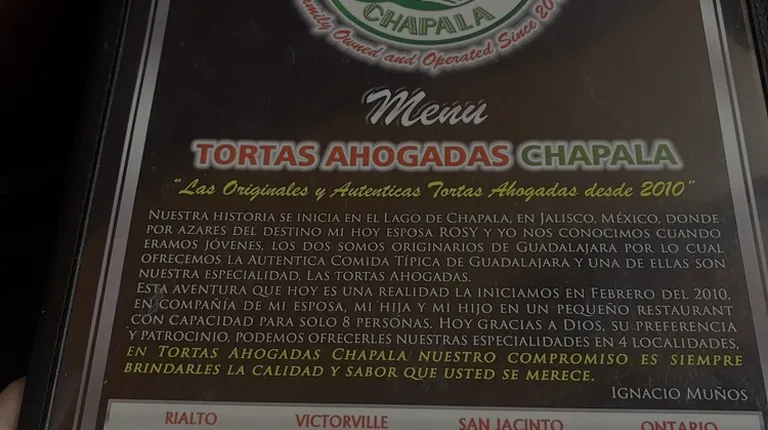 CHAPALA
Family Owned and Operated Since 20
Menu
TORTAS AHOGADAS CHAPALA
"Las Originales y Autenticas Tortas Ahogadas desde 2010"
NUESTRA HISTORIA SE INICIA EN EL LAGO DE CHAPALA, EN JALISCO, MÉXICO, DONDE
POR AZARES DEL DESTINO MI HOY ESPOSA ROSY Y YO NOS CONOCIMOS CUANDO
ERAMOS JÓVENES, LOS DOS SOMOS ORIGINARIOS DE GUADALAJARA POR LO CUAL
OFRECEMOS LA AUTENTICA COMIDA TÍPICA DE GUADALAJARA Y UNA DE ELLAS SON
NUESTRA ESPECIALIDAD, LAS TORTAS AHOGADAS.
ESTA AVENTURA QUE HOY ES UNA REALIDAD LA INICIAMOS EN FEBRERO DEL 2010,
EN COMPAÑÍA DE MI ESPOSA, MI HIJA Y MI HIJO EN UN PEQUEÑO RESTAURANT
CON CAPACIDAD PARA SOLO 8 PERSONAS. HOY GRACIAS A DIOS, SU PREFERENCIA
Y PATROCINIO, PODEMOS OFRECERLES NUESTRAS ESPECIALIDADES EN 4 LOCALIDADES,
EN TORTAS AHOGADAS CHAPALA NUESTRO COMPROMISO ES SIEMPRE
BRINDARLES LA CALIDAD Y SABOR QUE USTED SE MERECE.
IGNACIO MUÑOS
RIALTO VICTORVILLE SAN JACINTO ONTARIO